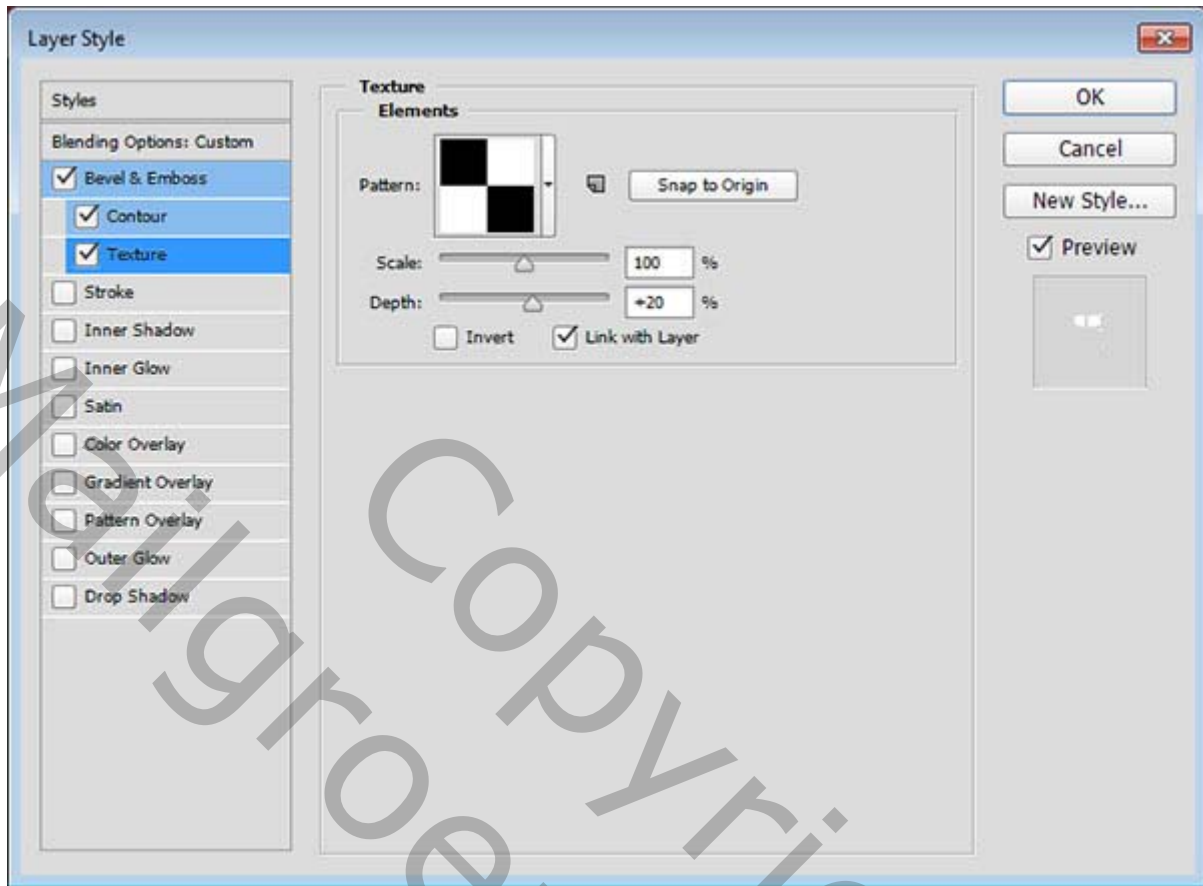 Layer Style
Styles
Blending Options: Custom
Bevel & Emboss
Contour
Texture
Stroke
Inner Shadow
Inner Glow
Satin
Color Overlay
Gradient Overlay
Pattern Overlay
Outer Glow
Drop Shadow
Texture
Elements
Pattern:
Snap to Origin
Scale: 100 %
Depth: +20 %
Invert Link with Layer
OK
Cancel
New Style...
Preview